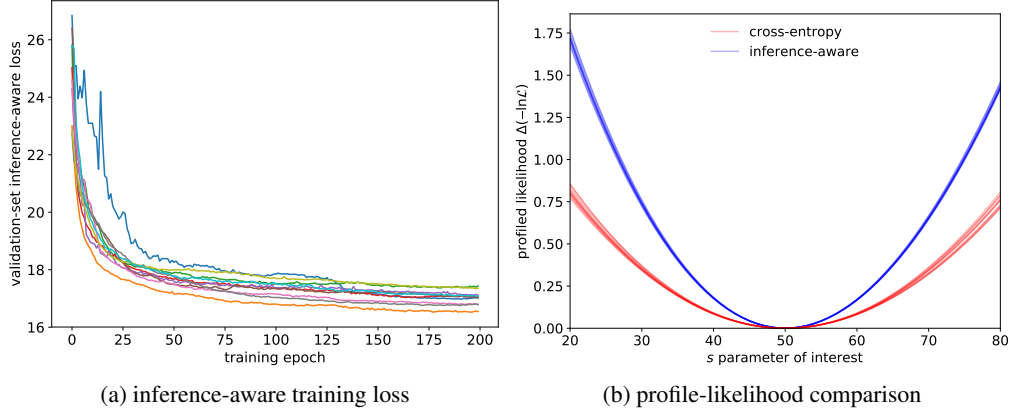 26
24
22
20
18
16
validation-set inference-aware loss
0 25 50 75 100 125 150 175 200
training epoch
(a) inference-aware training loss
1.75
1.50
1.25
1.00
0.75
0.50
0.25
0.00
profiled likelihood Δ(−lnℒ)
cross-entropy
inference-aware
20 30 40 50 60 70 80
s parameter of interest
(b) profile-likelihood comparison